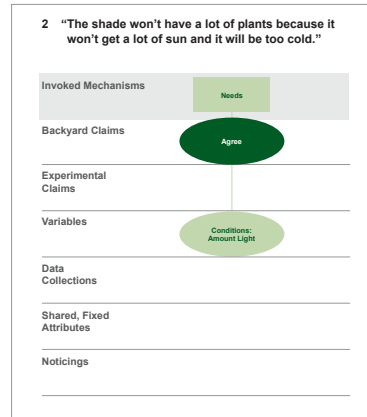 2 “The shade won’t have a lot of plants because it
won’t get a lot of sun and it will be too cold.”
Invoked Mechanisms
Needs
Backyard Claims
Agree
Experimental
Claims
Variables
Conditions:
Amount Light
Data
Collections
Shared, Fixed
Attributes
Noticings